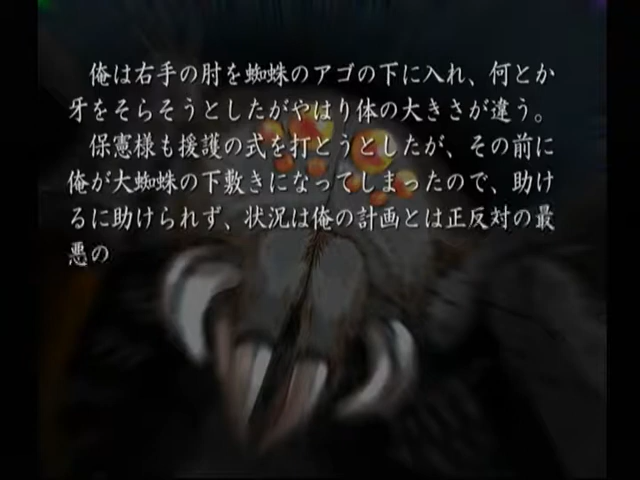 俺は右手の肘を蜘蛛のアゴの下に入れ、何とか
牙をそらそうとしたがやはり体の大きさが違う。
　保憲様も援護の式を打とうとしたが、その前に
俺が大蜘蛛の下敷きになってしまったので、助け
るに助けられず、状況は俺の計画とは正反対の最
悪の